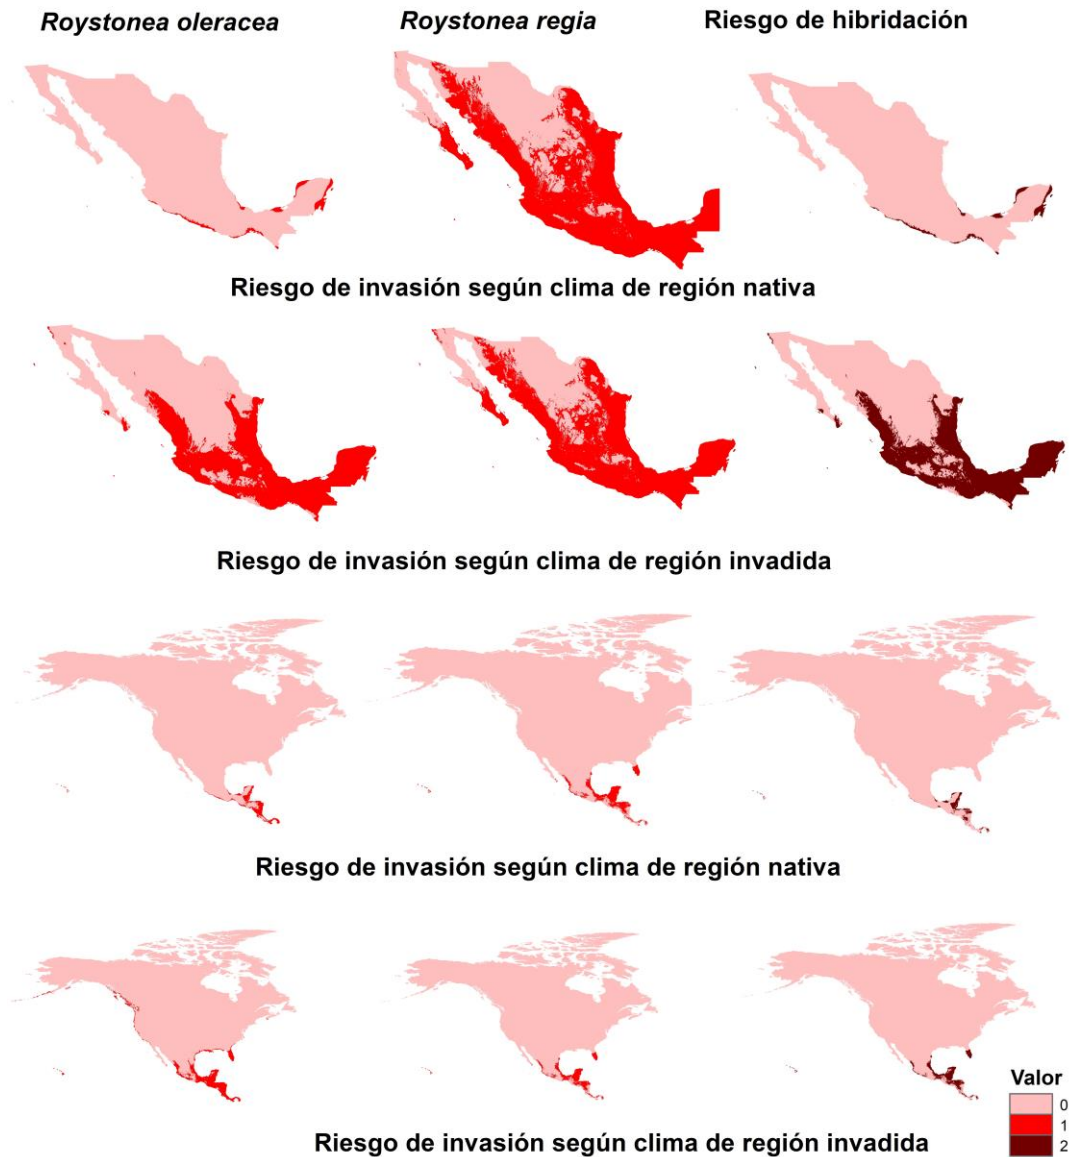 Roystonea oleracea
Roystonea regia
Riesgo de hibridación
Riesgo de invasión según clima de región nativa
Riesgo de invasión según clima de región invadida
Riesgo de invasión según clima de región nativa
Valor
0
1
2
Riesgo de invasión según clima de región invadida